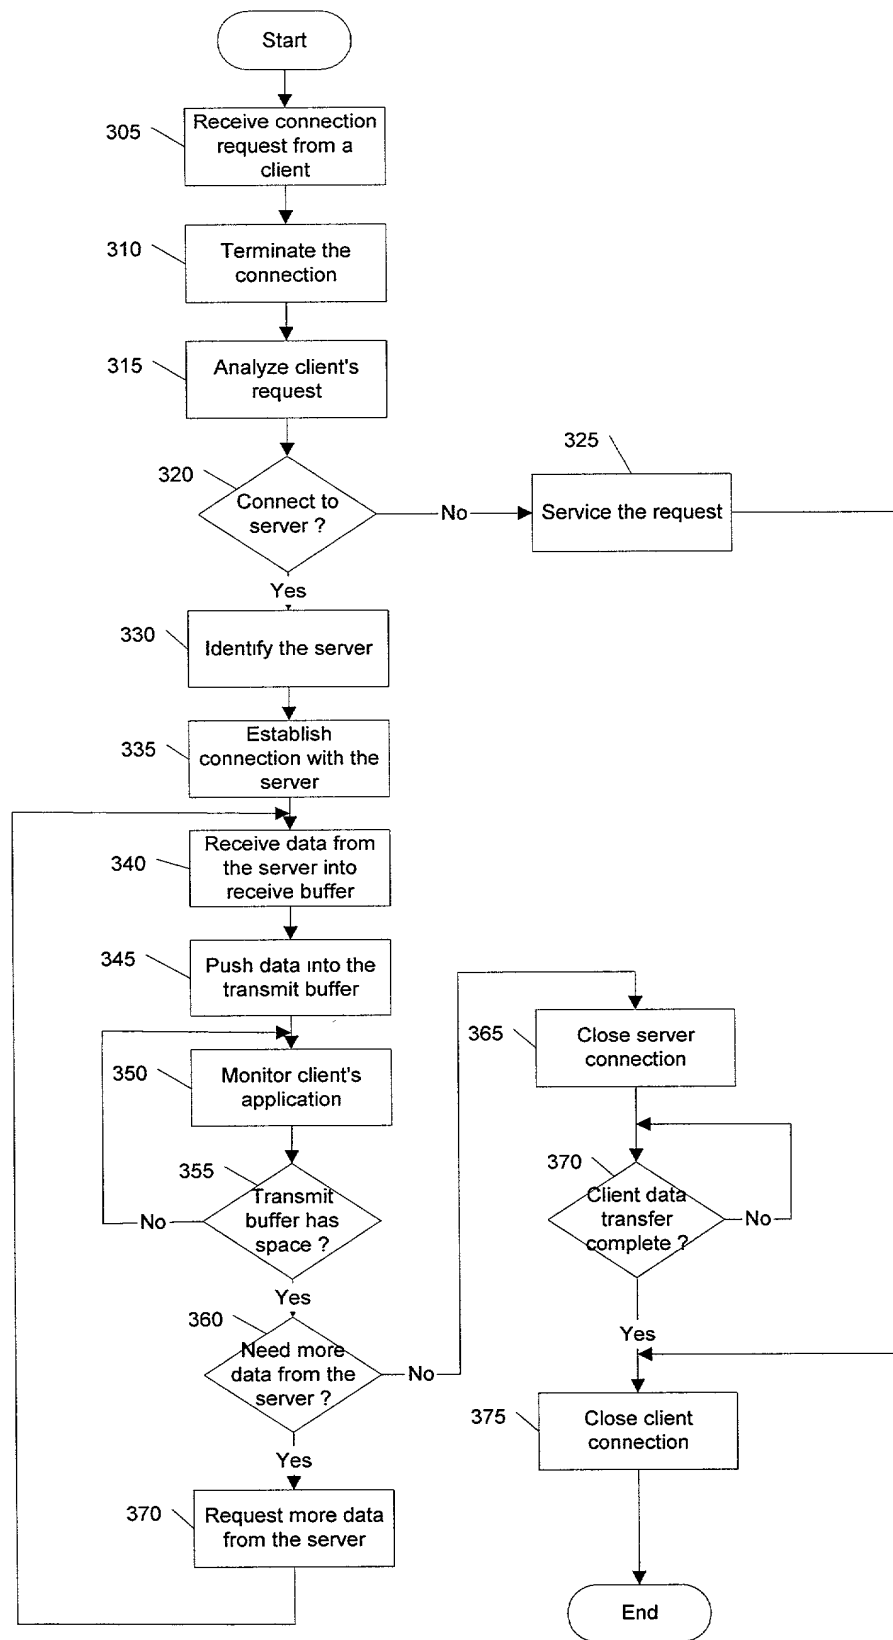 Start
305
Receive connection
request from a
client
310
Terminate the
connection
315
Analyze client's
request
320
Connect to
server ?
No
325
Service the request
Yes
330
Identify the server
335
Establish
connection with the
server
340
Receive data from
the server into
receive buffer
345
Push data into the
transmit buffer
350
Monitor client's
application
355
Transmit
buffer has
space ?
No
Yes
360
Need more
data from the
server ?
No
Yes
370
Request more data
from the server
365
Close server
connection
370
Client data
transfer
complete ?
No
Yes
375
Close client
connection
End